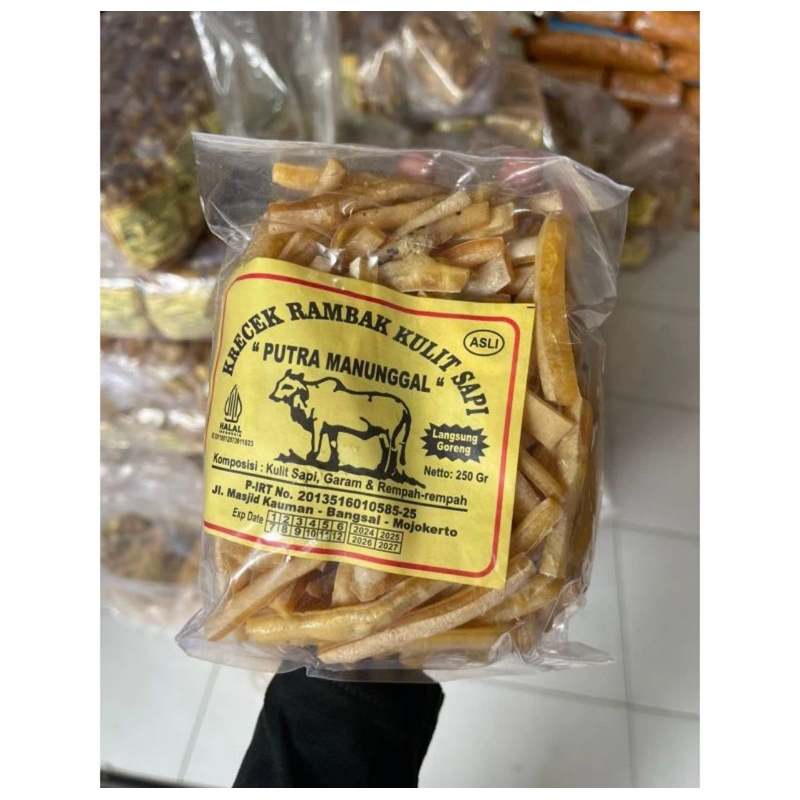 KRECEK RAMBAK KULIT SAPI
ASLI
" PUTRA MANUNGGAL "
HALAL
INDONESIA
Langsung
Goreng
Netto: 250 Gr
Komposisi : Kulit Sapi, Garam & Rempah-rempah
P-IRT No. 2013516010585-25
Jl. Masjid Kauman - Bangsal - Mojokerto
Exp Date 1 2 3 4 5 6 2024 2025
7 8 9 10 11 12 2026 2027